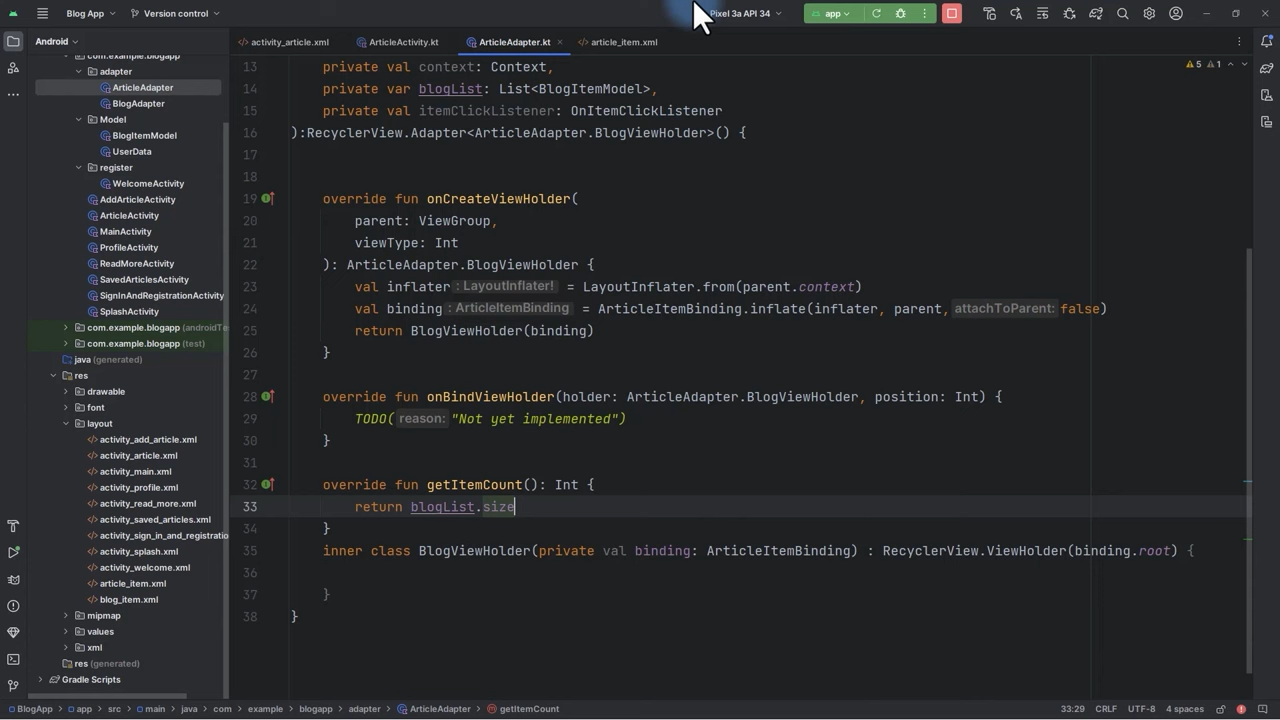 Blog App
Version control
Pixel 3a API 34
app
Android
activity_article.xml
ArticleActivity.kt
ArticleAdapter.kt
article_item.xml
com.example.blogapp
adapter
ArticleAdapter
BlogAdapter
Model
BlogItemModel
UserData
register
WelcomeActivity
AddArticleActivity
ArticleActivity
MainActivity
ProfileActivity
ReadMoreActivity
SavedArticlesActivity
SignInAndRegistrationActivity
SplashActivity
com.example.blogapp (androidTe
com.example.blogapp (test)
java (generated)
res
drawable
font
layout
activity_add_article.xml
activity_article.xml
activity_main.xml
activity_profile.xml
activity_read_more.xml
activity_saved_articles.xml
activity_sign_in_and_registratio
activity_splash.xml
activity_welcome.xml
article_item.xml
blog_item.xml
mipmap
values
xml
res (generated)
Gradle Scripts
5 1
13 private val context: Context,
14 private var blogList: List<BlogItemModel>,
15 private val itemClickListener: OnItemClickListener
16 ):RecyclerView.Adapter<ArticleAdapter.BlogViewHolder>() {
17
18
19 override fun onCreateViewHolder(
20 parent: ViewGroup,
21 viewType: Int
22 ): ArticleAdapter.BlogViewHolder {
23 val inflater : LayoutInflater! = LayoutInflater.from(parent.context)
24 val binding : ArticleItemBinding = ArticleItemBinding.inflate(inflater, parent, attachToParent: false)
25 return BlogViewHolder(binding)
26 }
27
28 override fun onBindViewHolder(holder: ArticleAdapter.BlogViewHolder, position: Int) {
29 TODO( reason: "Not yet implemented")
30 }
31
32 override fun getItemCount(): Int {
33 return blogList.size
34 }
35 inner class BlogViewHolder(private val binding: ArticleItemBinding) : RecyclerView.ViewHolder(binding.root) {
36
37 }
38 }
BlogApp app src main java com example blogapp adapter ArticleAdapter getItemCount
33:29 CRLF UTF-8 4 spaces